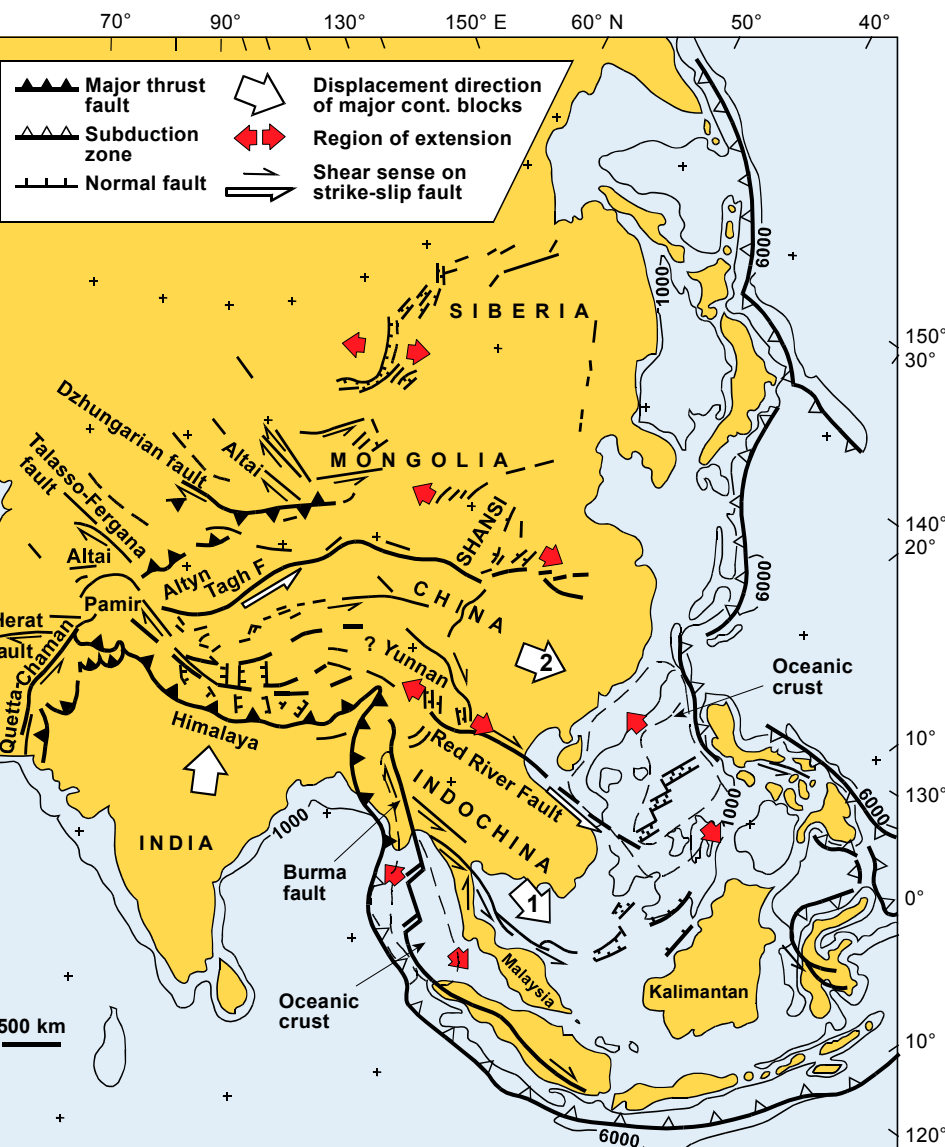 70°
90°
130°
150° E
60° N
50°
40°
Major thrust
fault
Subduction
zone
Normal fault
Displacement direction
of major cont. blocks
Region of extension
Shear sense on
strike-slip fault
6000
1000
SIBERIA
150°
30°
Dzhungarian fault
Altai
MONGOLIA
Talasso-Fergana
fault
SHANSI
140°
20°
Altai
Altyn
Tagh F
CHINA
6000
Pamir
Herat
ault
Quetta-Chaman
? Yunnan
2
Oceanic
crust
Himalaya
Red River Fault
10°
INDOCHINA
130°
1000
6000
1000
INDIA
Burma
fault
1
0°
Malaysia
Kalimantan
Oceanic
crust
500 km
10°
6000
120°